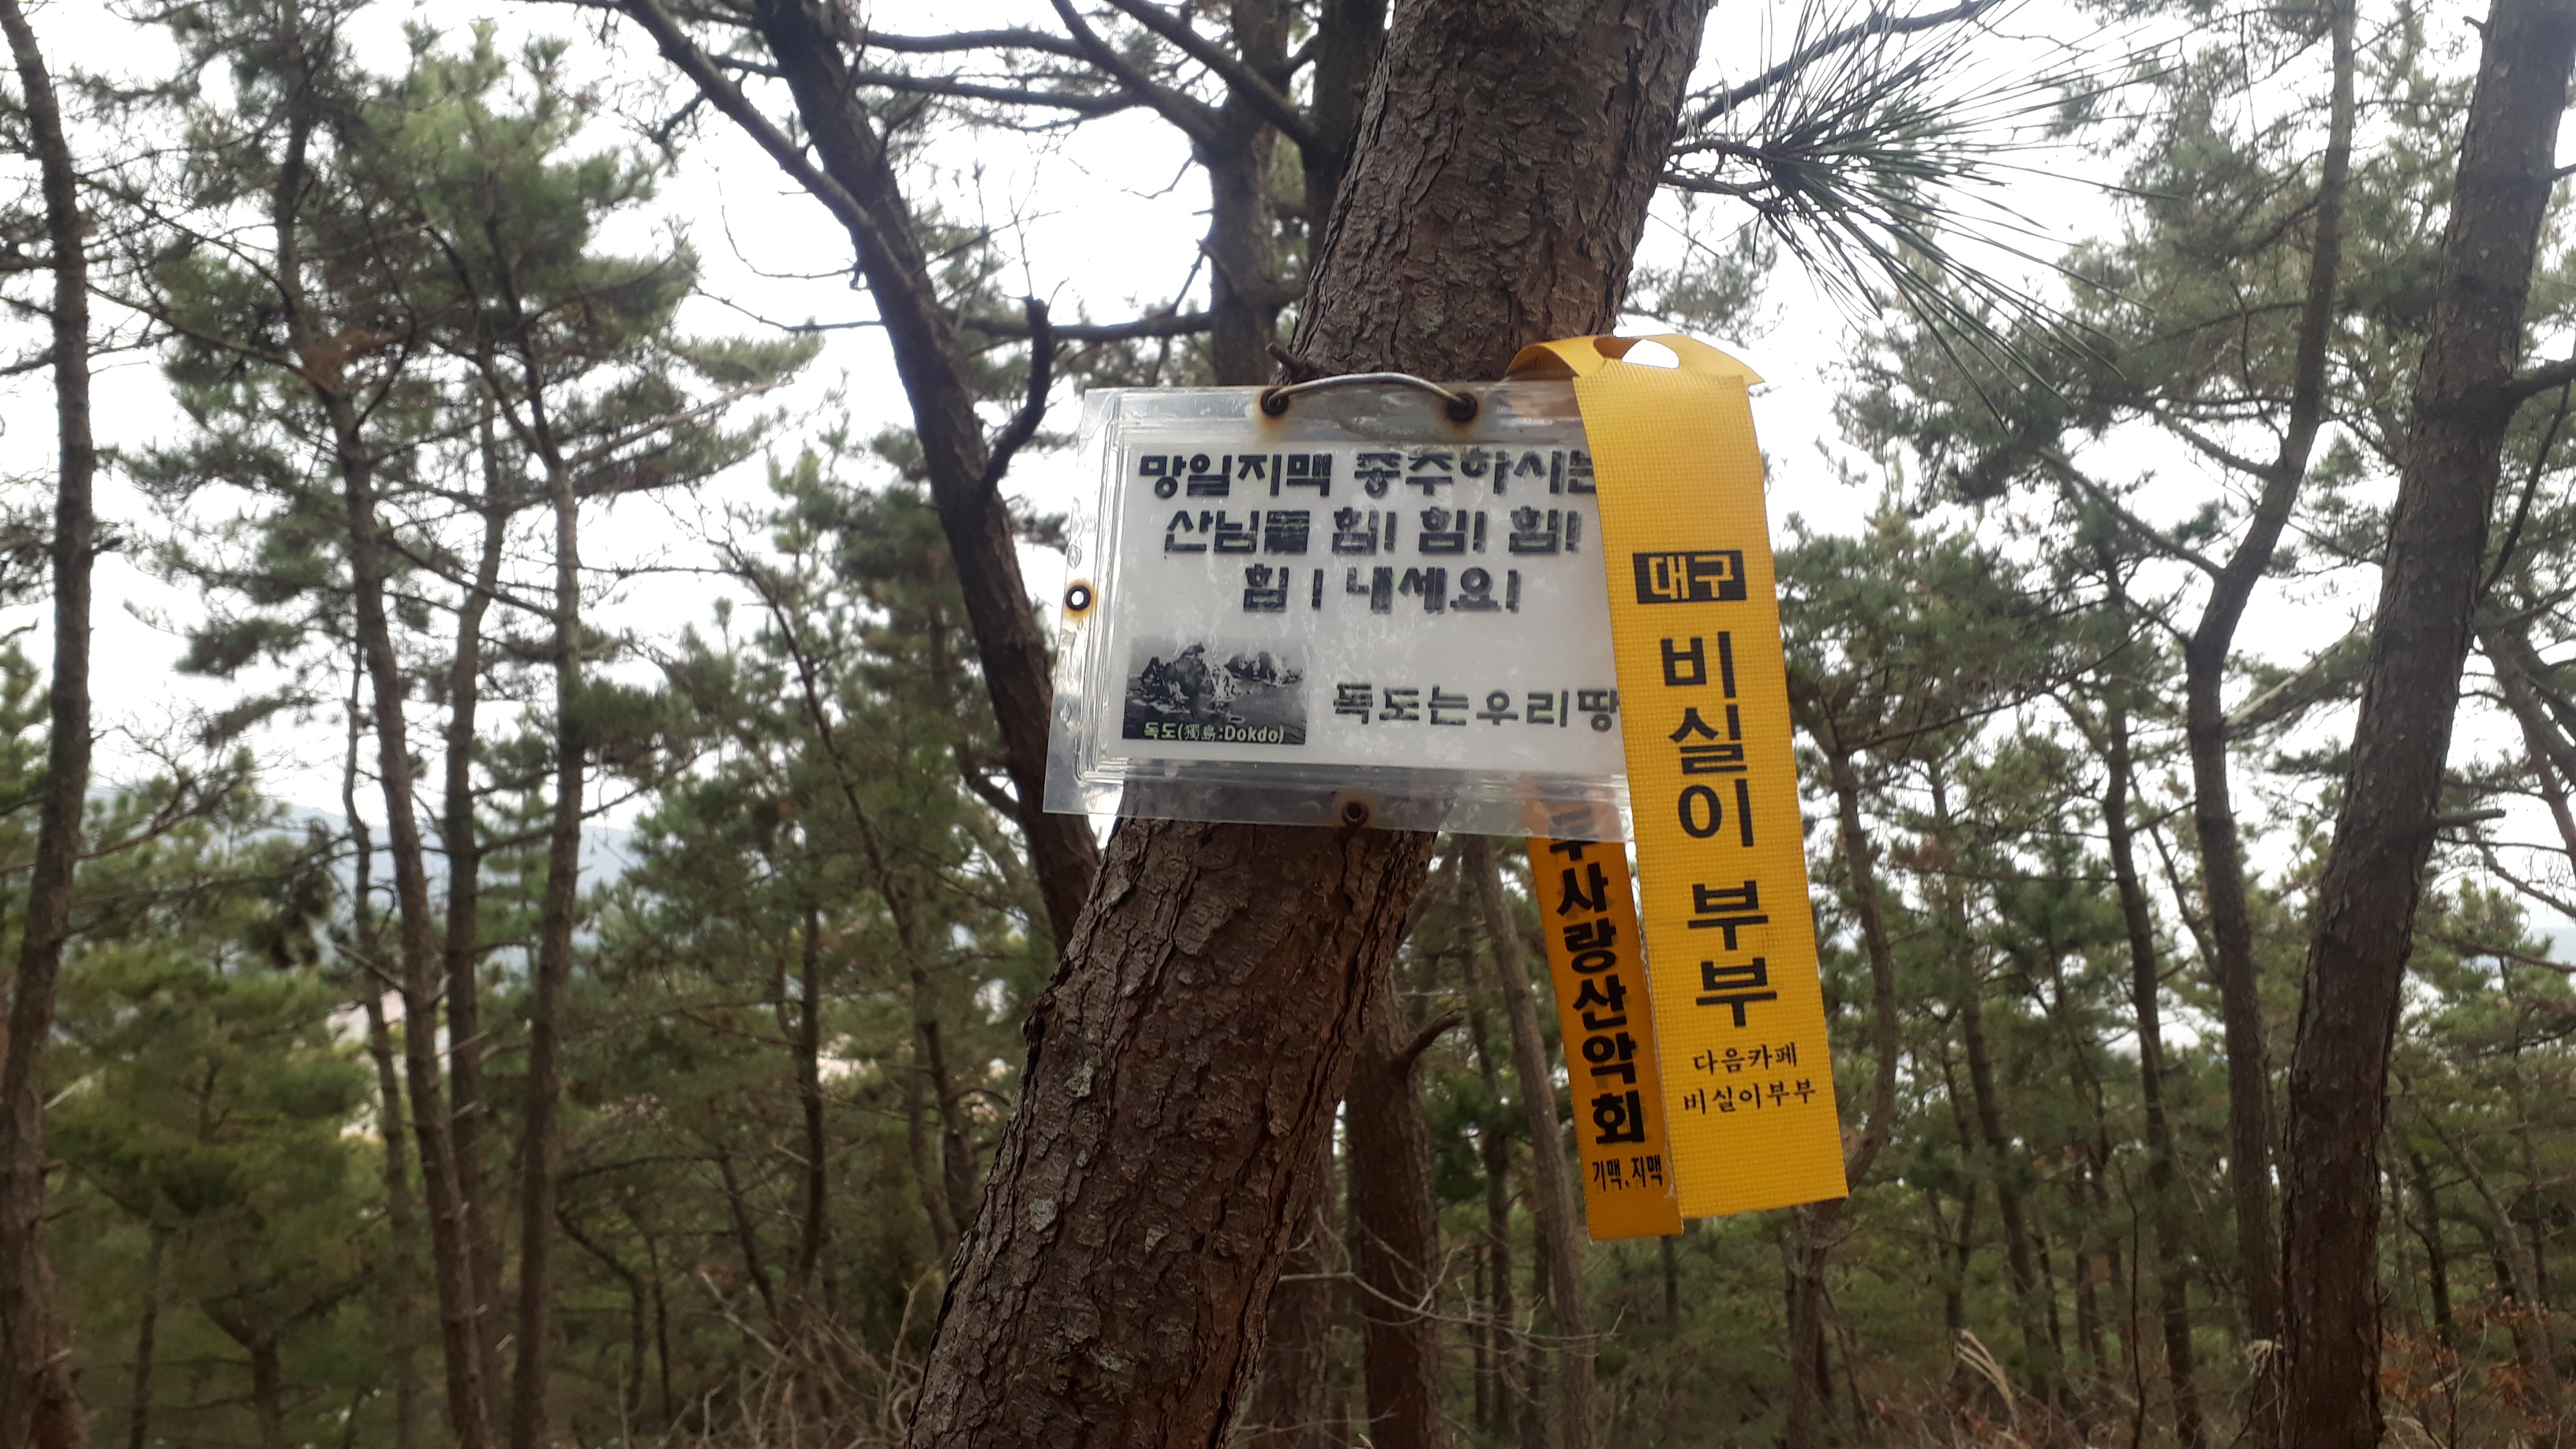 망일지맥 종주하시는
산님들 힘! 힘! 힘!
힘! 내세요!
독도(獨島:Dokdo)
독도는우리땅
대구
비실이 부부
다음카페
비실이부부
사랑산악회
기맥,지맥